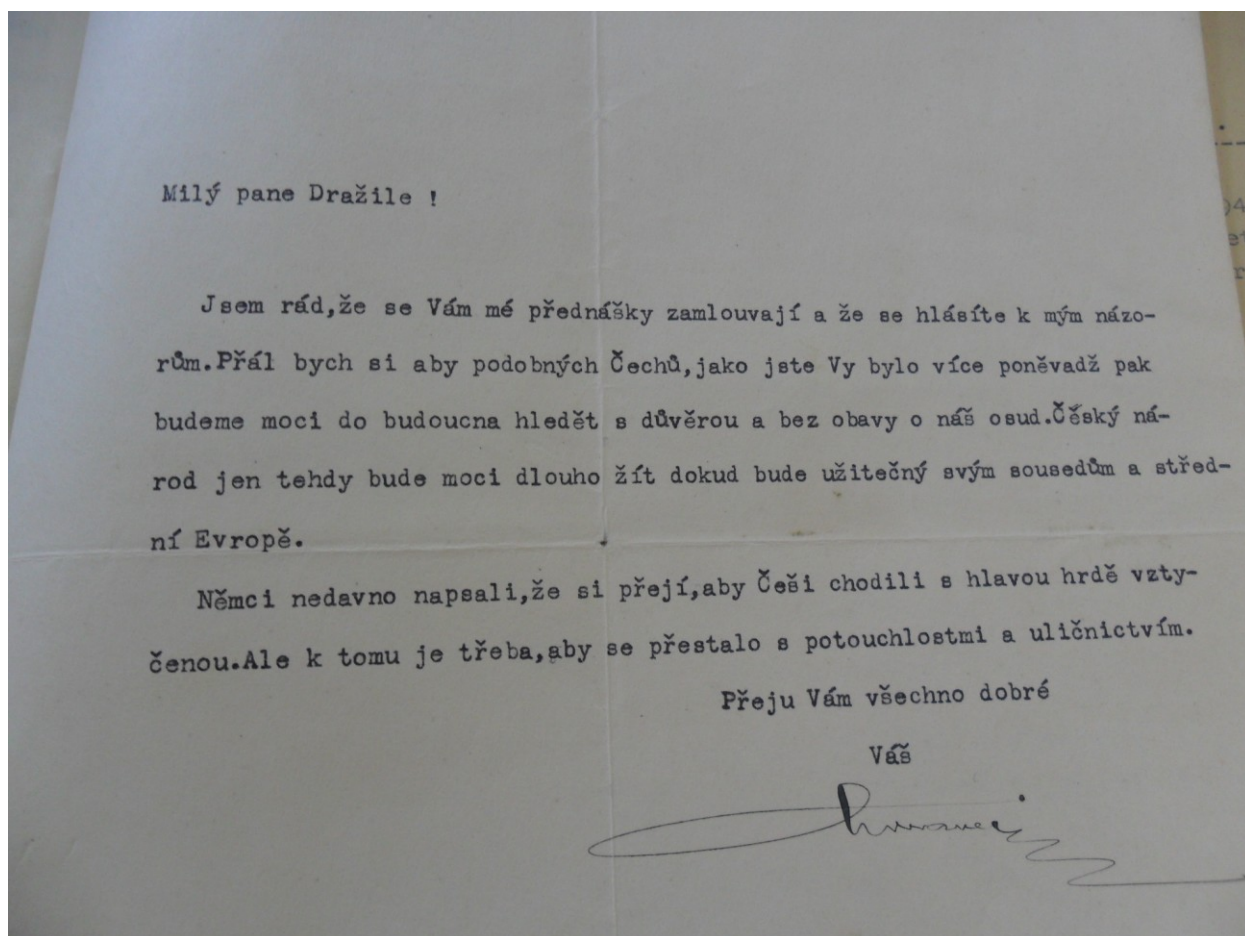 Milý pane Dražile !
Jsem rád,že se Vám mé přednášky zamlouvají a že se hlásíte k mým názo-
rům.Přál bych si aby podobných Čechů,jako jste Vy bylo více poněvadž pak
budeme moci do budoucna hledět s důvěrou a bez obavy o náš osud.Český ná-
rod jen tehdy bude moci dlouho žít dokud bude užitečný svým sousedům a střed-
ní Evropě.
Němci nedavno napsali,že si přejí,aby Češi chodili s hlavou hrdě vzty-
čenou.Ale k tomu je třeba,aby se přestalo s potouchlostmi a uličnictvím.
Přeju Vám všechno dobré
Váš